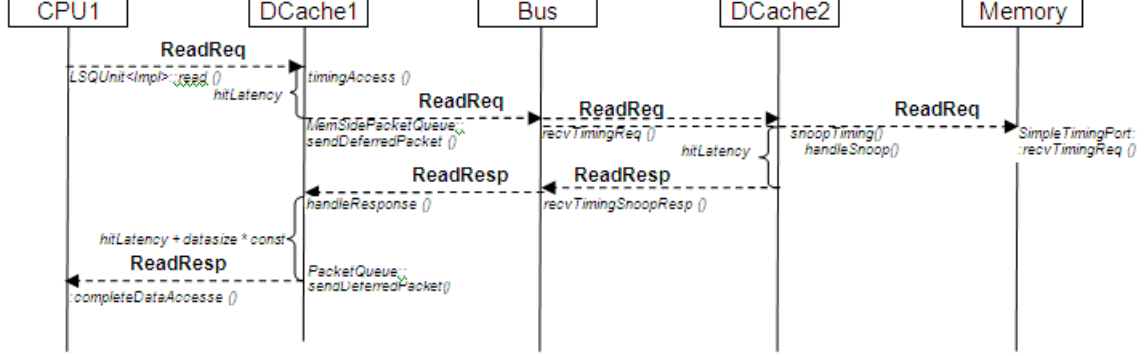 CPU1 DCache1 Bus DCache2 Memory
ReadReq
LSQUnit<Impl>::read ()
timingAccess ()
hitLatency
ReadReq
ReadReq
ReadReq
MemSidePacketQueue::
sendDeferredPacket ()
recvTimingReq ()
snoopTiming()
handleSnoop()
SimpleTimingPort:
:recvTimingReq ()
hitLatency
ReadResp
ReadResp
handleResponse ()
recvTimingSnoopResp ()
hitLatency + datasize * const
ReadResp
PacketQueue::
sendDeferredPacket()
:completeDataAccesse ()